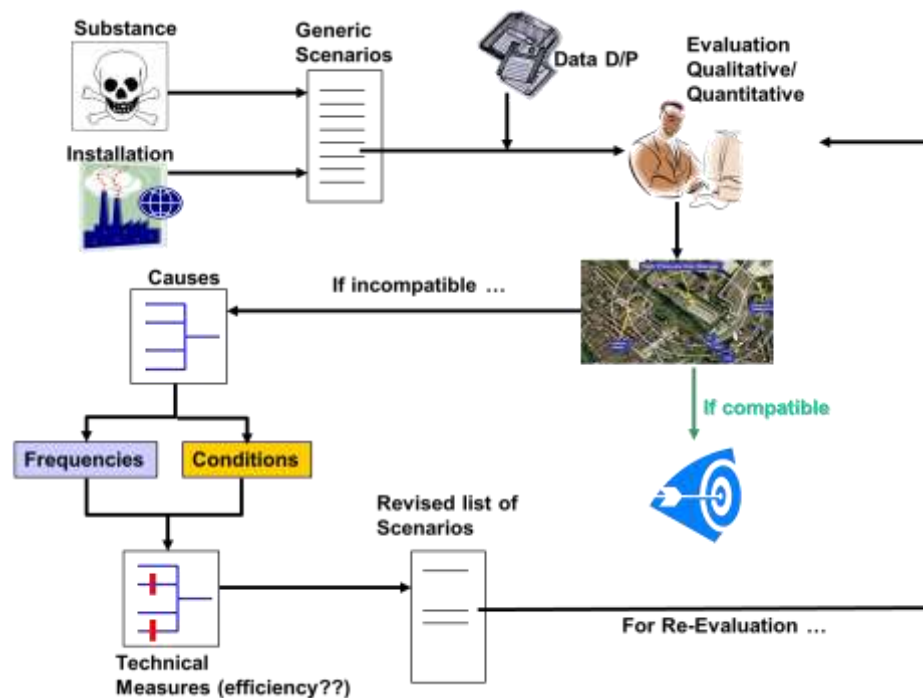 Substance
Generic
Scenarios
Data D/P
Evaluation
Qualitative/
Quantitative
Installation
Causes
If incompatible …
If compatible
Frequencies
Conditions
Revised list of
Scenarios
For Re-Evaluation …
Technical
Measures (efficiency??)